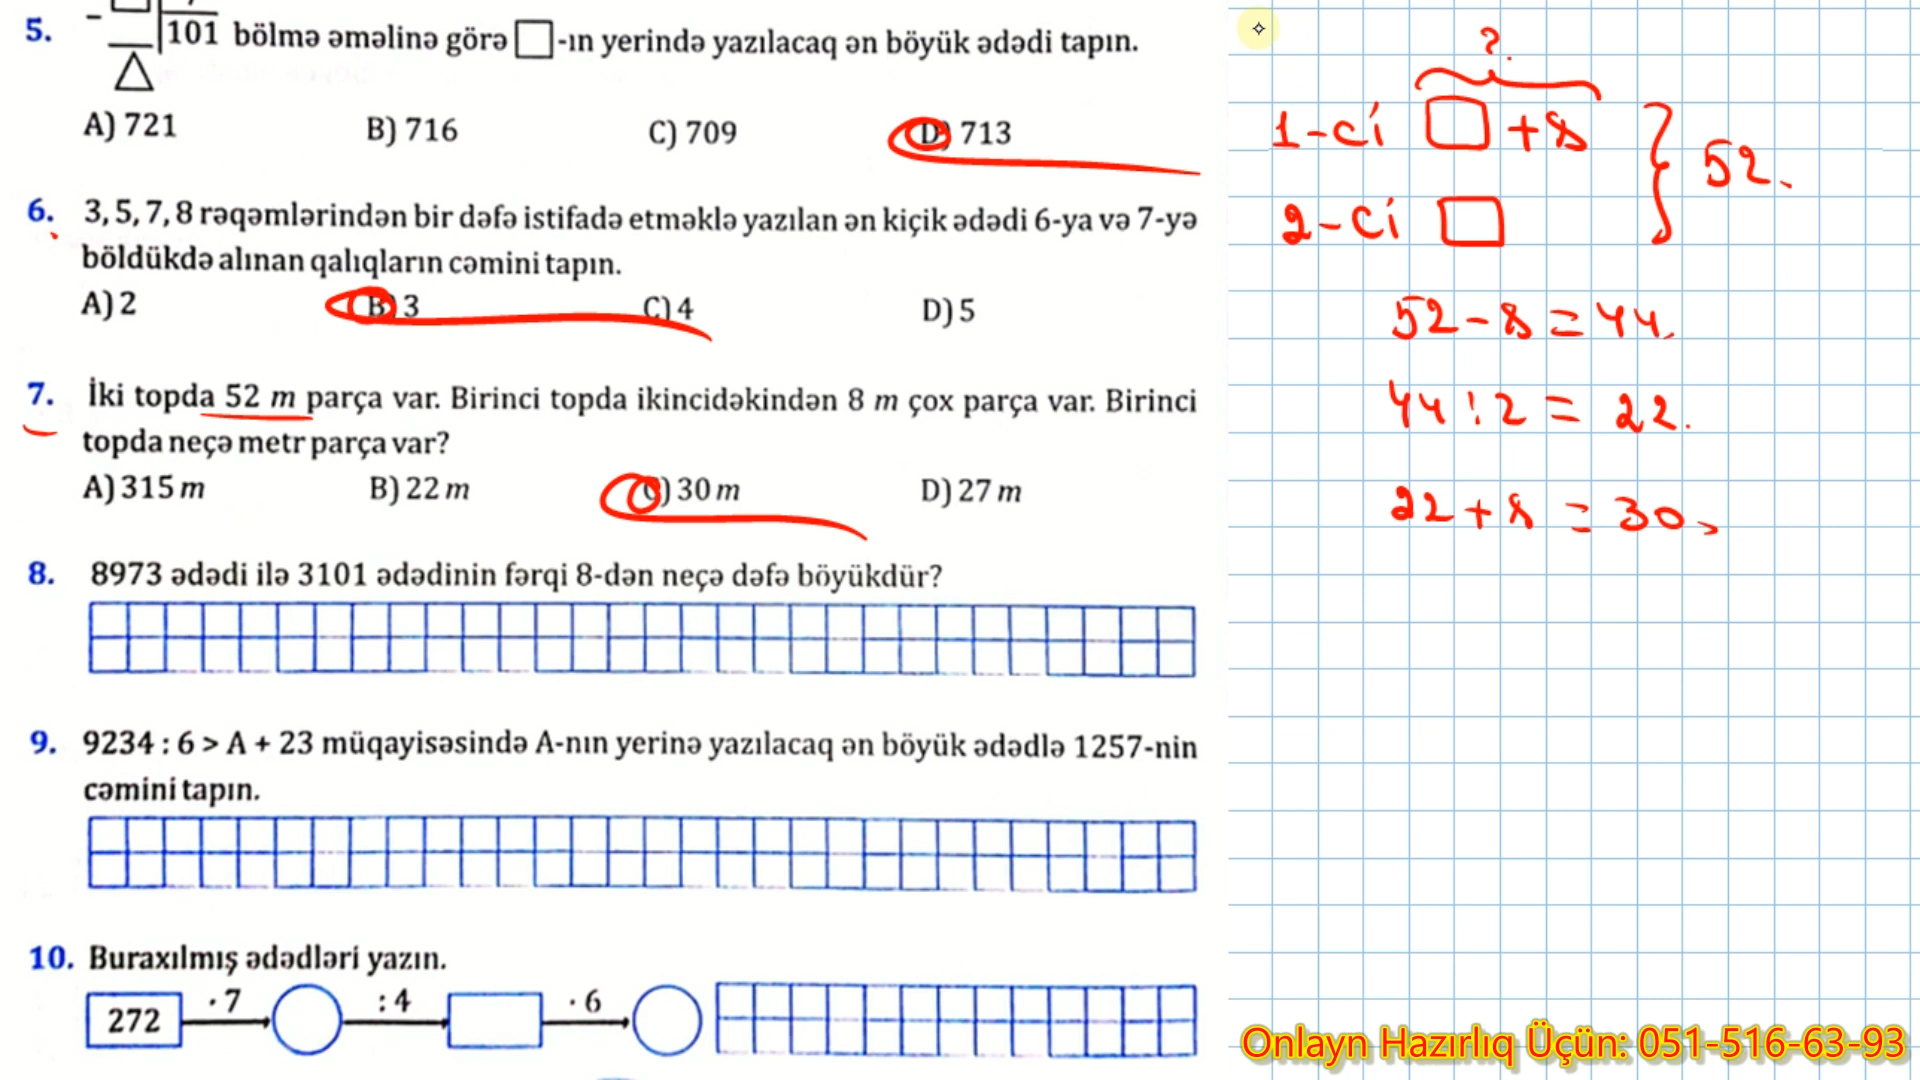 5. 101 bölmə əməlinə görə □-ın yerində yazılacaq ən böyük ədədi tapın.
△
A) 721 B) 716 C) 709 D) 713
6. 3, 5, 7, 8 rəqəmlərindən bir dəfə istifadə etməklə yazılan ən kiçik ədədi 6-ya və 7-yə
böldükdə alınan qalıqların cəmini tapın.
A) 2 B) 3 C) 4 D) 5
7. İki topda 52 m parça var. Birinci topda ikincidəkindən 8 m çox parça var. Birinci
topda neçə metr parça var?
A) 315 m B) 22 m C) 30 m D) 27 m
8. 8973 ədədi ilə 3101 ədədinin fərqi 8-dən neçə dəfə böyükdür?
9. 9234 : 6 > A + 23 müqayisəsində A-nın yerinə yazılacaq ən böyük ədədlə 1257-nin
cəmini tapın.
10. Buraxılmış ədədləri yazın.
272 · 7 : 4 · 6
?
1-ci □ + 8
52.
2-ci □
52 - 8 = 44.
44 : 2 = 22.
22 + 8 = 30.
Onlayn Hazırlıq Üçün: 051-516-63-93